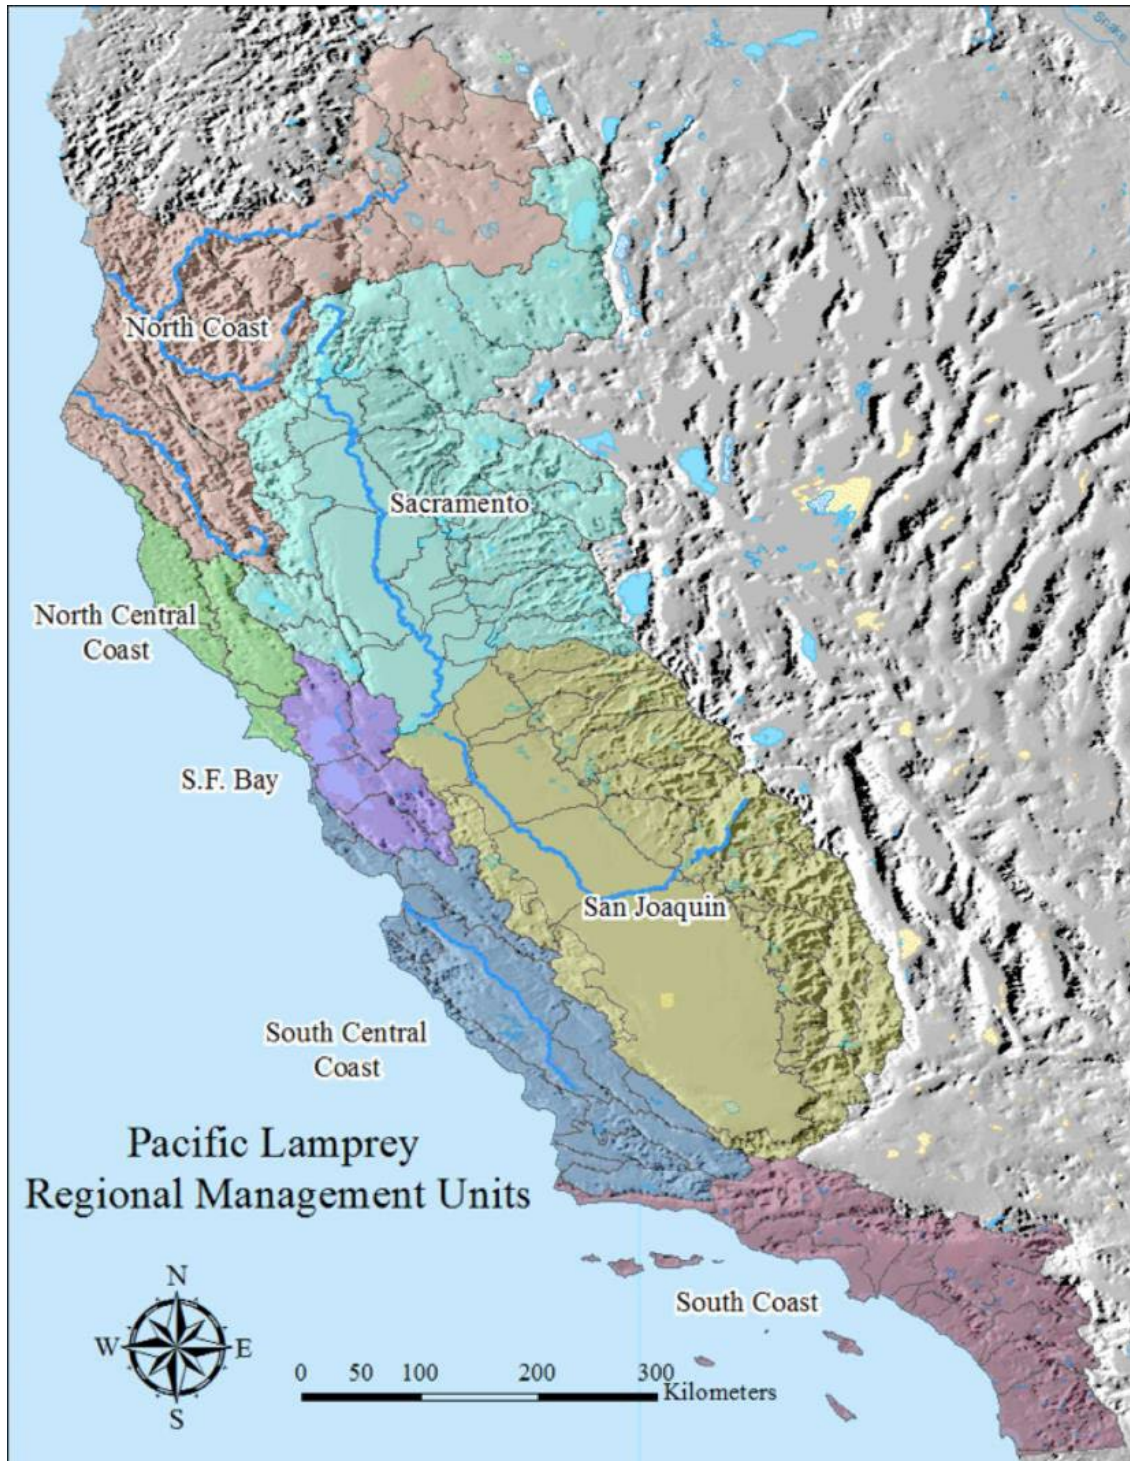 Snake
North Coast
Sacramento
North Central
Coast
S.F. Bay
San Joaquin
South Central
Coast
Pacific Lamprey
Regional Management Units
South Coast
N
W
E
S
0 50 100 200 300
Kilometers